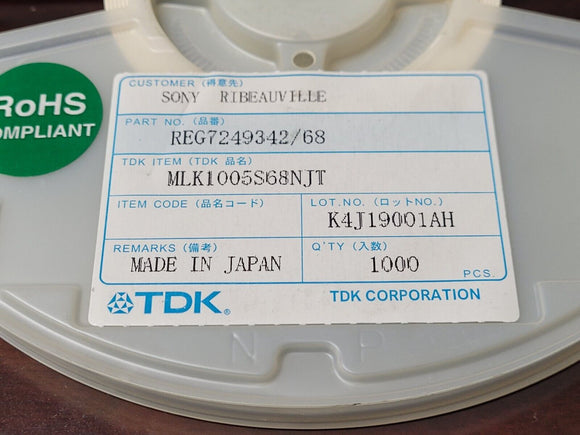 RoHS
COMPLIANT
CUSTOMER (得意先)
SONY RIBEAUVILLE
PART NO. (品番)
REG7249342/68
TDK ITEM (TDK 品名)
MLK1005S68NJT
ITEM CODE (品名コード)
LOT.NO. (ロットNO.)
K4J19001AH
REMARKS (備考)
MADE IN JAPAN
Q'TY (入数)
1000
PCS.
TDK®
TDK CORPORATION
N P